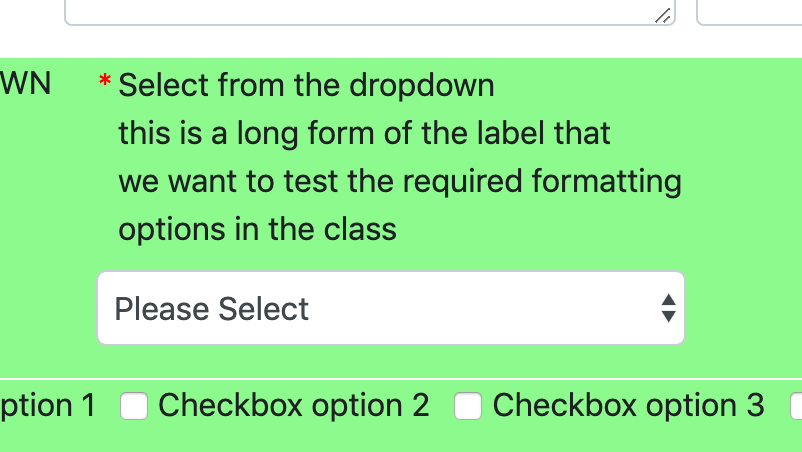 WN * Select from the dropdown
this is a long form of the label that
we want to test the required formatting
options in the class
Please Select
ption 1 Checkbox option 2 Checkbox option 3